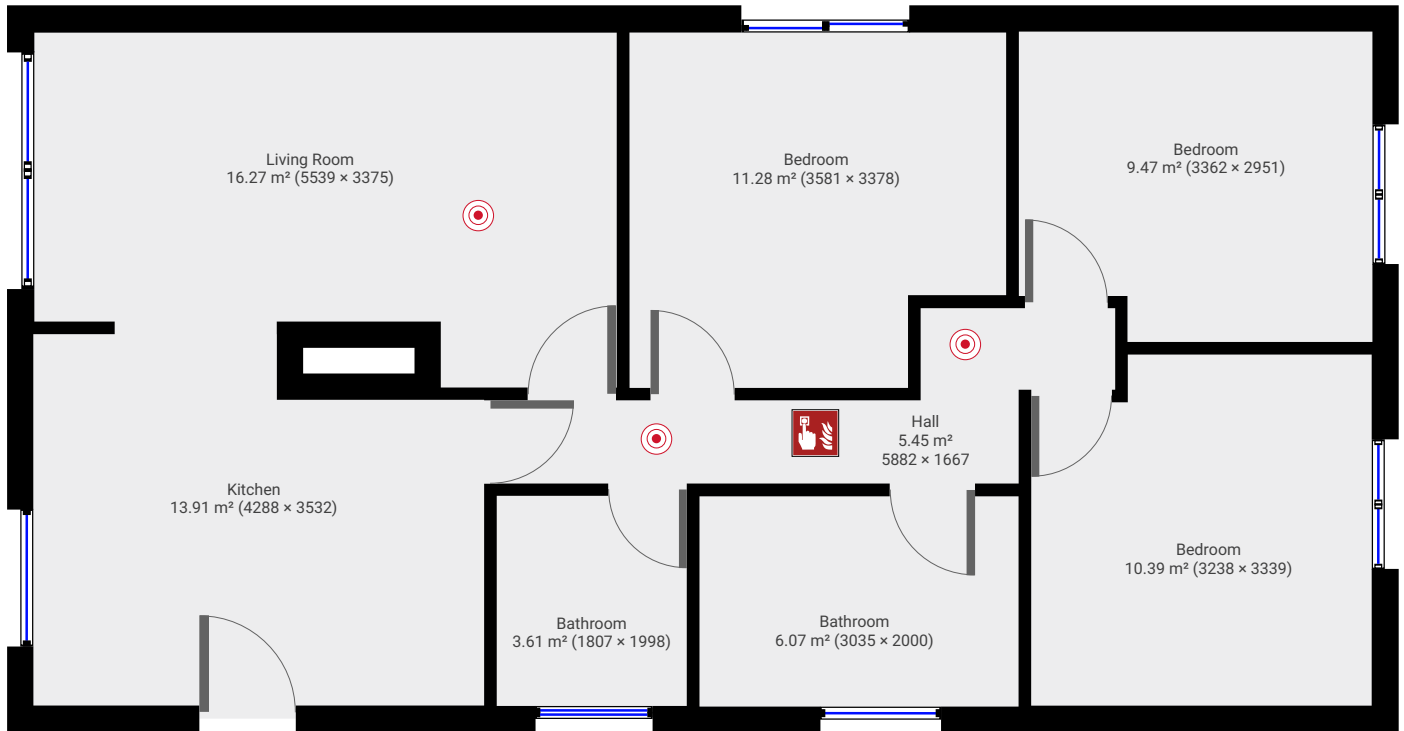 Living Room
16.27 m² (5539 × 3375)
Bedroom
11.28 m² (3581 × 3378)
Bedroom
9.47 m² (3362 × 2951)
Hall
5.45 m²
5882 × 1667
Kitchen
13.91 m² (4288 × 3532)
Bedroom
10.39 m² (3238 × 3339)
Bathroom
3.61 m² (1807 × 1998)
Bathroom
6.07 m² (3035 × 2000)